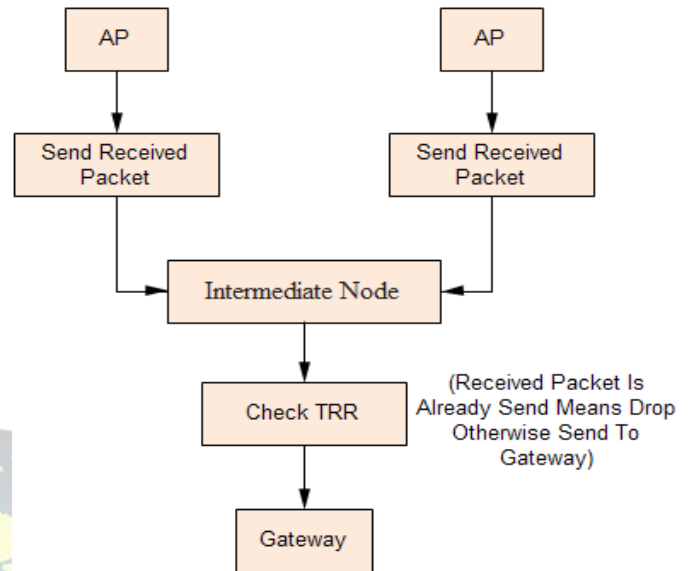 AP
AP
Send Received
Packet
Send Received
Packet
Intermediate Node
Check TRR
(Received Packet Is
Already Send Means Drop
Otherwise Send To
Gateway)
Gateway